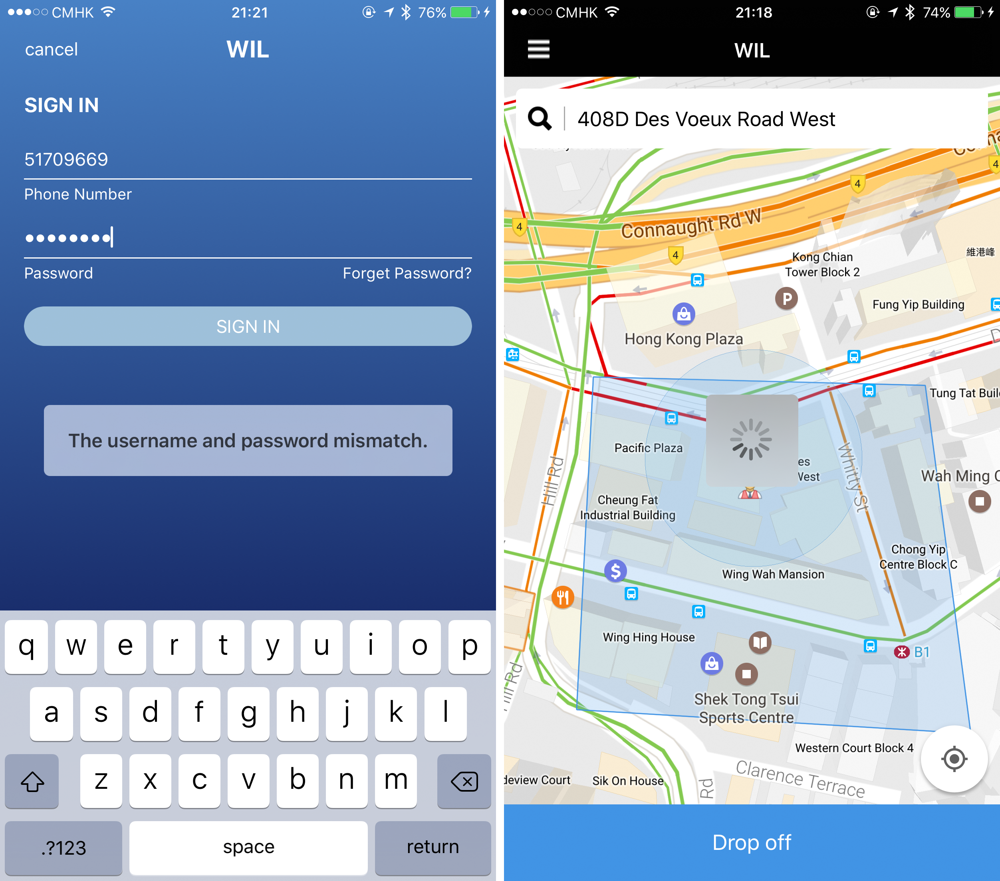 CMHK 21:21 76%
cancel WIL
SIGN IN
51709669
Phone Number
Password Forget Password?
SIGN IN
The username and password mismatch.
q w e r t y u i o p
a s d f g h j k l
z x c v b n m
.?123 space return
CMHK 21:18 74%
WIL
408D Des Voeux Road West
4
4
Connaught Rd W
4
4
Kong Chian
Tower Block 2
維港峰
P
Fung Yip Building
Hong Kong Plaza
Tung Tat Buil
Pacific Plaza
es
West
Whitty St
Hill Rd
Wah Ming C
Cheung Fat
Industrial Building
Chong Yip
Centre Block C
$
Wing Wah Mansion
Wing Hing House
B1
Hill Rd
Shek Tong Tsui
Sports Centre
Western Court Block 4
deview Court
Sik On House
Rd
Clarence Terrace
Drop off